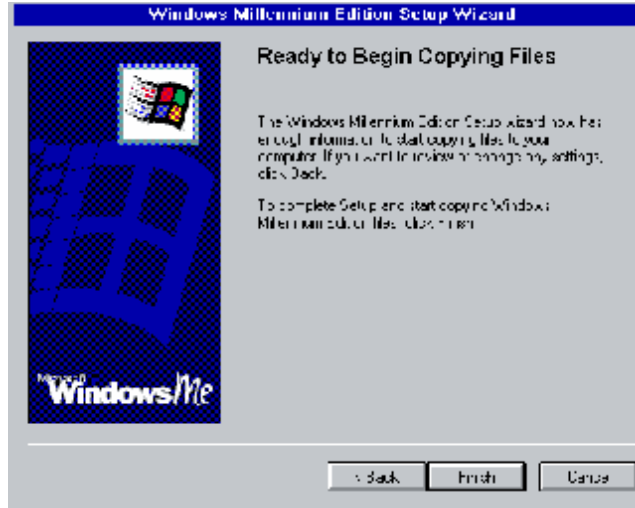 Windows Millennium Edition Setup Wizard
Ready to Begin Copying Files
The Windows Millennium Edition Setup wizard now has
enough information to start copying files to your
computer. If you want to review or change any settings,
click Back.
To complete Setup and start copying Windows
Millennium Edition files, click Finish.
Microsoft
Windows Me
< Back
Finish
Cancel